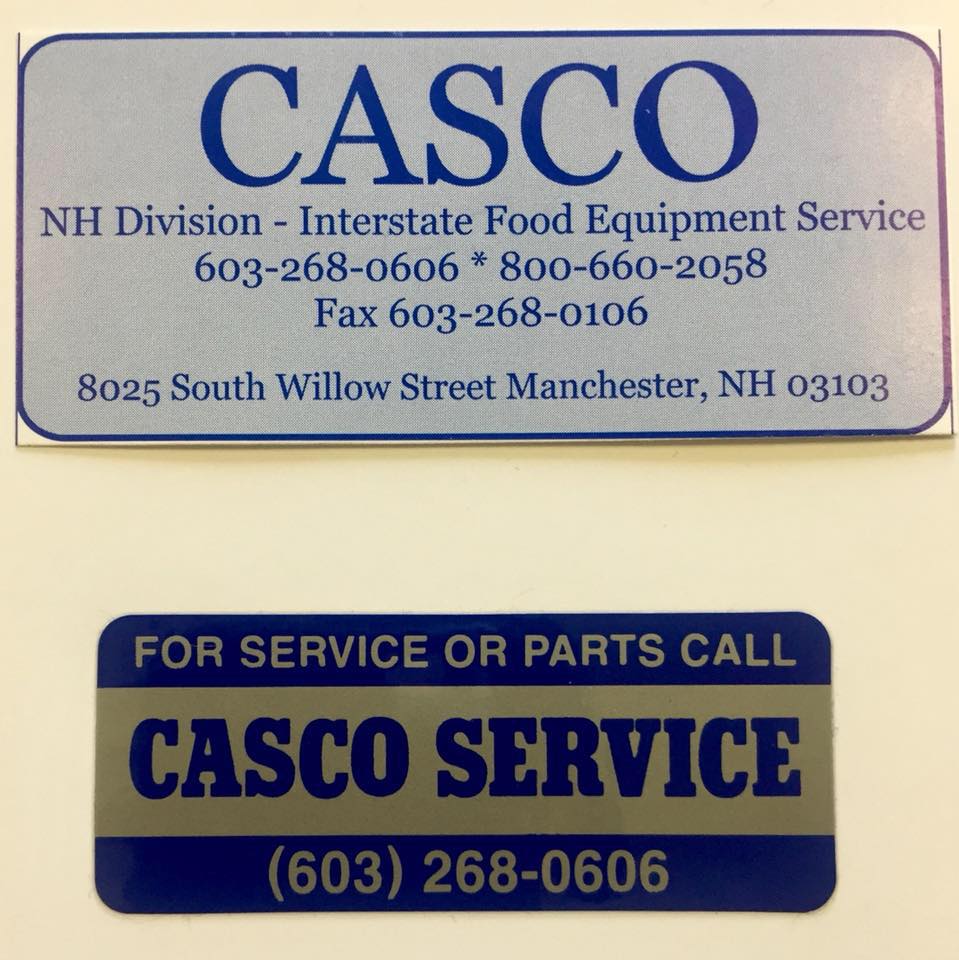 CASCO
NH Division - Interstate Food Equipment Service
603-268-0606 * 800-660-2058
Fax 603-268-0106
8025 South Willow Street Manchester, NH 03103
FOR SERVICE OR PARTS CALL
CASCO SERVICE
(603) 268-0606